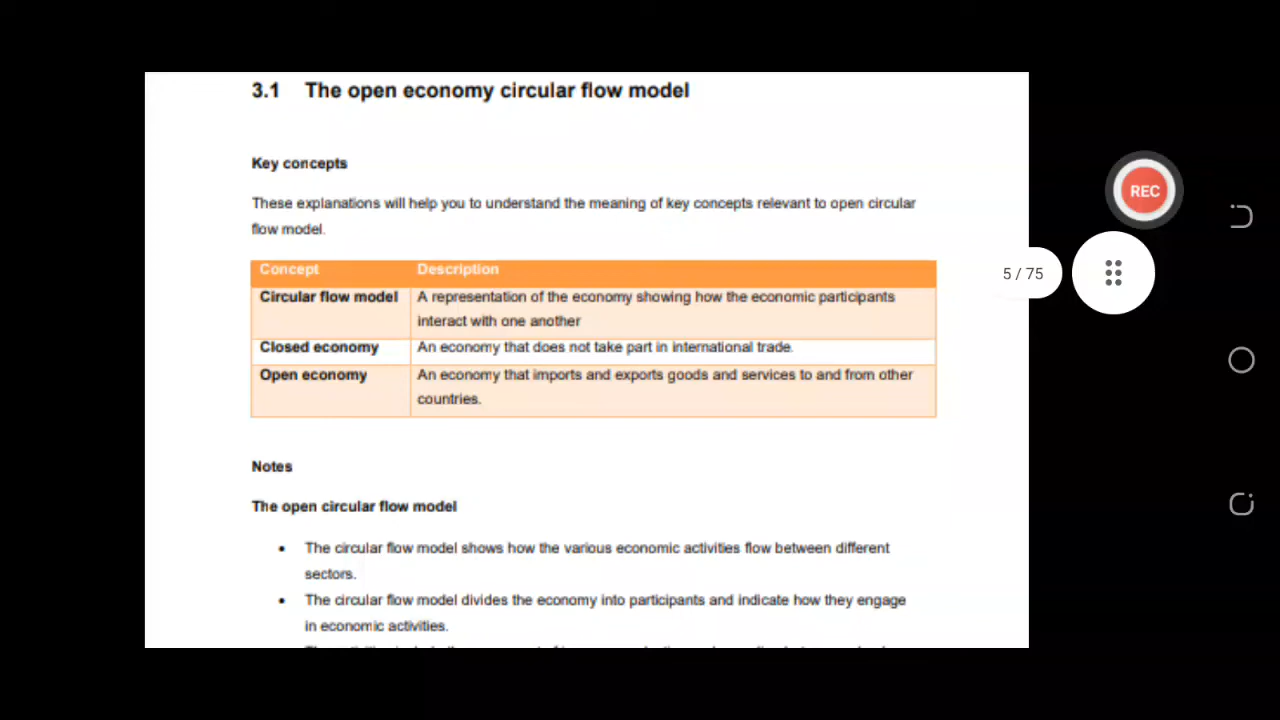 3.1 The open economy circular flow model
REC
Key concepts
These explanations will help you to understand the meaning of key concepts relevant to open circular
flow model.
5 / 75
Concept Description
Circular flow model A representation of the economy showing how the economic participants
interact with one another
Closed economy An economy that does not take part in international trade.
Open economy An economy that imports and exports goods and services to and from other
countries.
Notes
The open circular flow model
• The circular flow model shows how the various economic activities flow between different
sectors.
• The circular flow model divides the economy into participants and indicate how they engage
in economic activities.